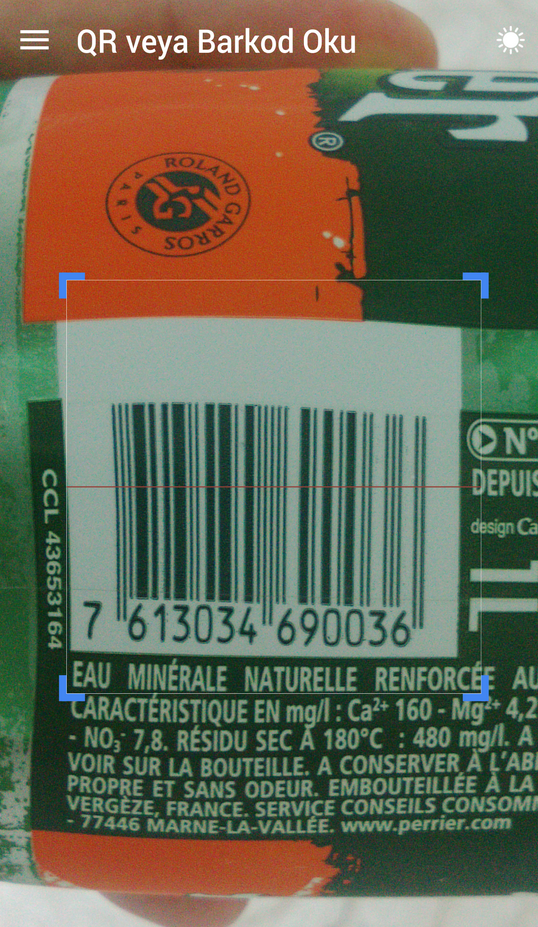 QR veya Barkod Oku
er®
ROLAND GARROS
PARIS
CCL 43653164
7 613034 690036
Nº
DEPUIS
design Ca
1L
EAU MINÉRALE NATURELLE RENFORCÉE AU
CARACTÉRISTIQUE EN mg/l : Ca²⁺ 160 - Mg²⁺ 4,2
- NO₃⁻ 7,8. RÉSIDU SEC À 180°C : 480 mg/l. A
VOIR SUR LA BOUTEILLE. A CONSERVER À L'ABR
PROPRE ET SANS ODEUR. EMBOUTEILLÉE À LA
VERGÈZE, FRANCE. SERVICE CONSEILS CONSOMM
- 77446 MARNE-LA-VALLÉE. www.perrier.com